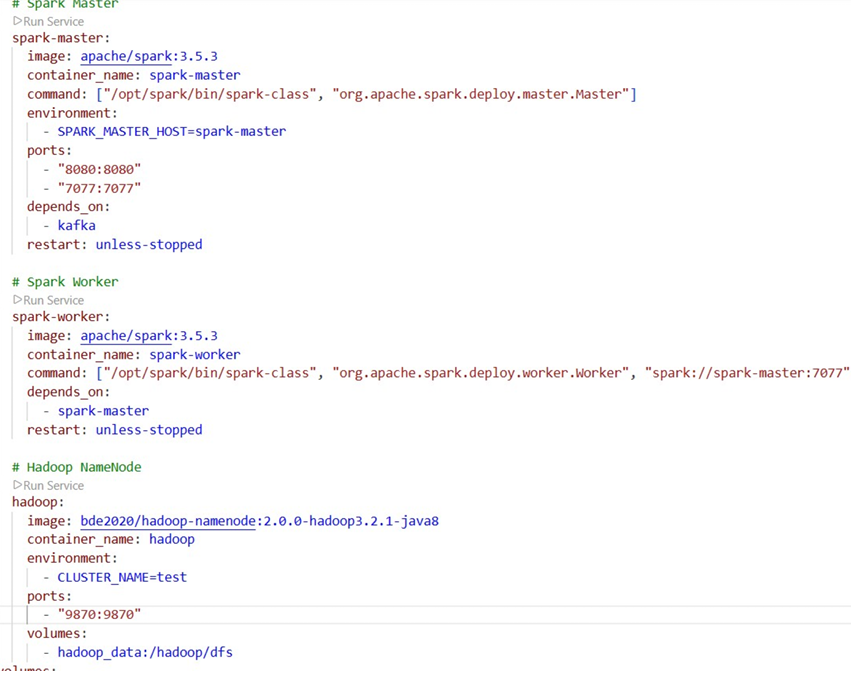 # Spark Master
▷Run Service
spark-master:
  image: apache/spark:3.5.3
  container_name: spark-master
  command: ["/opt/spark/bin/spark-class", "org.apache.spark.deploy.master.Master"]
  environment:
    - SPARK_MASTER_HOST=spark-master
  ports:
    - "8080:8080"
    - "7077:7077"
  depends_on:
    - kafka
  restart: unless-stopped
# Spark Worker
▷Run Service
spark-worker:
  image: apache/spark:3.5.3
  container_name: spark-worker
  command: ["/opt/spark/bin/spark-class", "org.apache.spark.deploy.worker.Worker", "spark://spark-master:7077"
  depends_on:
    - spark-master
  restart: unless-stopped
# Hadoop NameNode
▷Run Service
hadoop:
  image: bde2020/hadoop-namenode:2.0.0-hadoop3.2.1-java8
  container_name: hadoop
  environment:
    - CLUSTER_NAME=test
  ports:
    - "9870:9870"
  volumes:
    - hadoop_data:/hadoop/dfs
volumes: